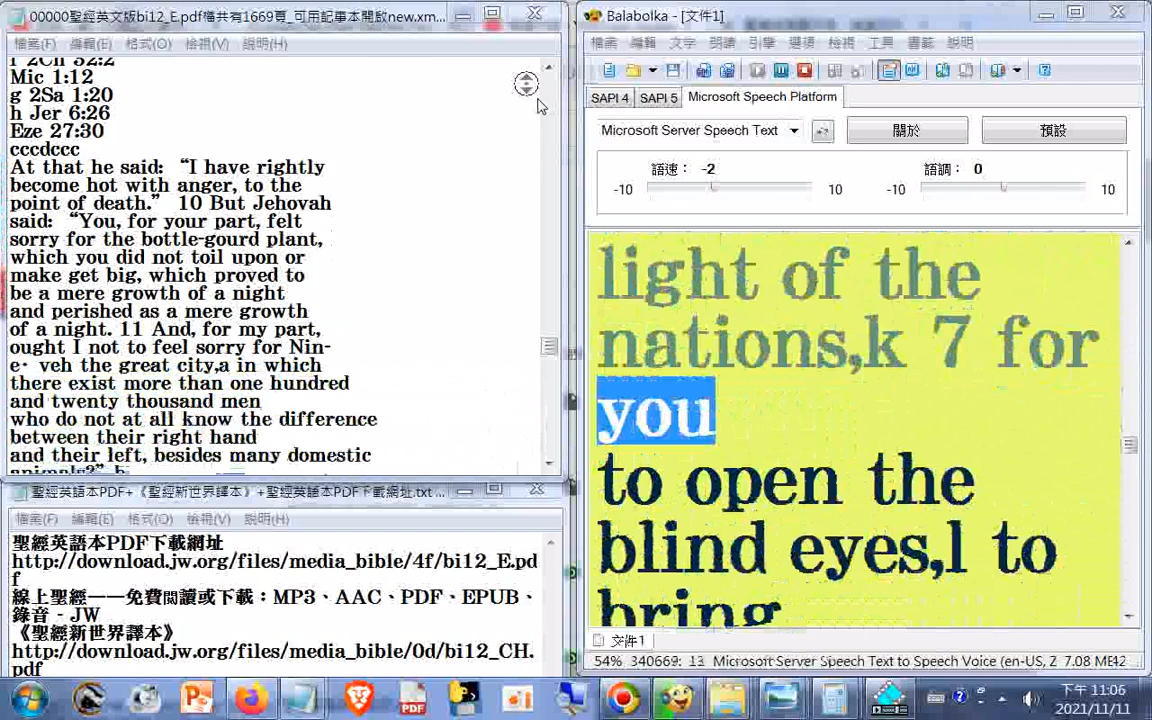 00000聖經英文版bi12_E.pdf檔共有1669頁_可用記事本開啟new.xm...
檔案(F) 編輯(E) 格式(O) 檢視(V) 說明(H)
f 2Ch 32:2
Mic 1:12
g 2Sa 1:20
h Jer 6:26
Eze 27:30
cccdccc
At that he said: “I have rightly
become hot with anger, to the
point of death.” 10 But Jehovah
said: “You, for your part, felt
sorry for the bottle-gourd plant,
which you did not toil upon or
make get big, which proved to
be a mere growth of a night
and perished as a mere growth
of a night. 11 And, for my part,
ought I not to feel sorry for Nin-
e· veh the great city,a in which
there exist more than one hundred
and twenty thousand men
who do not at all know the difference
between their right hand
and their left, besides many domestic
animals?” b
聖經英語本PDF+《聖經新世界譯本》+聖經英語本PDF下載網址.txt ...
檔案(F) 編輯(E) 格式(O) 檢視(V) 說明(H)
聖經英語本PDF下載網址
http://download.jw.org/files/media_bible/4f/bi12_E.pd
f
線上聖經——免費閱讀或下載：MP3、AAC、PDF、EPUB、
錄音 - JW
《聖經新世界譯本》
http://download.jw.org/files/media_bible/0d/bi12_CH.
pdf
Balabolka - [文件1]
檔案 編輯 文字 朗讀 引擎 選項 檢視 工具 書籤 說明
SAPI 4 SAPI 5 Microsoft Speech Platform
Microsoft Server Speech Text 關於 預設
語速： -2 語調： 0
-10 10 -10 10
light of the
nations,k 7 for
you
to open the
blind eyes,l to
bring
文件1
54% 340669: 13 Microsoft Server Speech Text to Speech Voice (en-US, Z 7.08 ME42
PDF
下午 11:06
2021/11/11